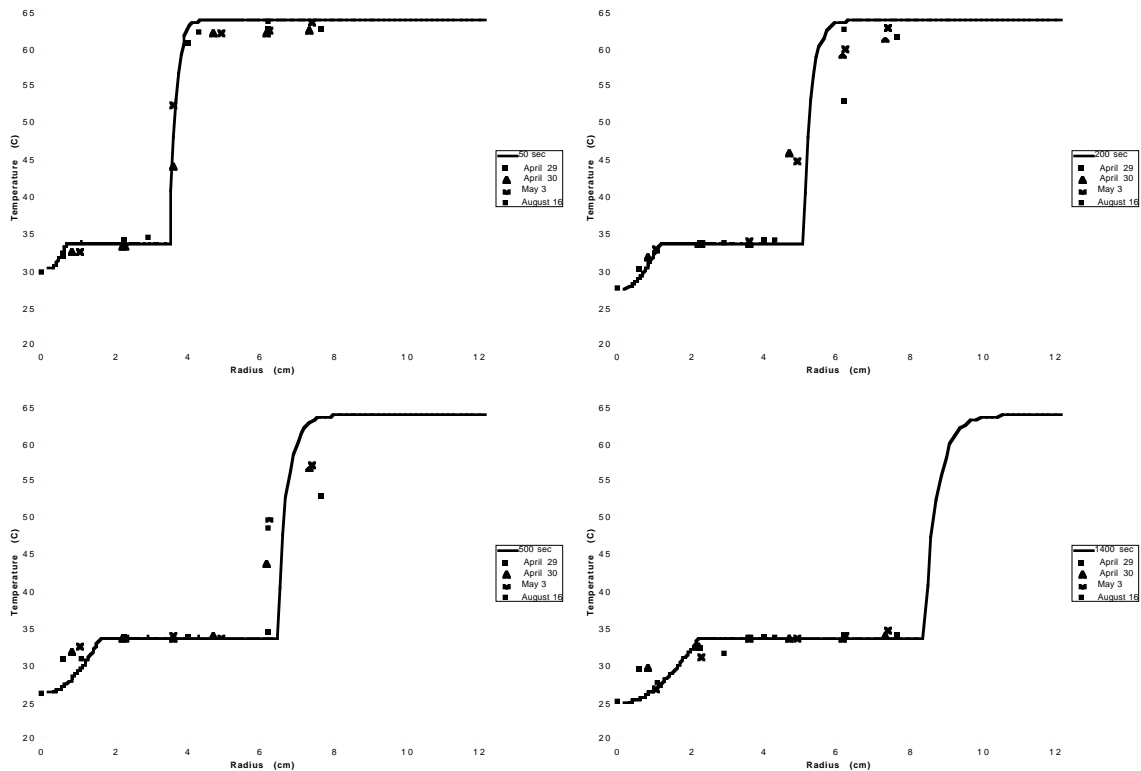 65
60
55
50
45
40
35
30
25
20
Temperature (C)
0 2 4 6 8 10 12
Radius (cm)
50 sec
April 29
April 30
May 3
August 16
65
60
55
50
45
40
35
30
25
20
Temperature (C)
0 2 4 6 8 10 12
Radius (cm)
200 sec
April 29
April 30
May 3
August 16
65
60
55
50
45
40
35
30
25
20
Temperature (C)
0 2 4 6 8 10 12
Radius (cm)
500 sec
April 29
April 30
May 3
August 16
65
60
55
50
45
40
35
30
25
20
Temperature (C)
0 2 4 6 8 10 12
Radius (cm)
1400 sec
April 29
April 30
May 3
August 16